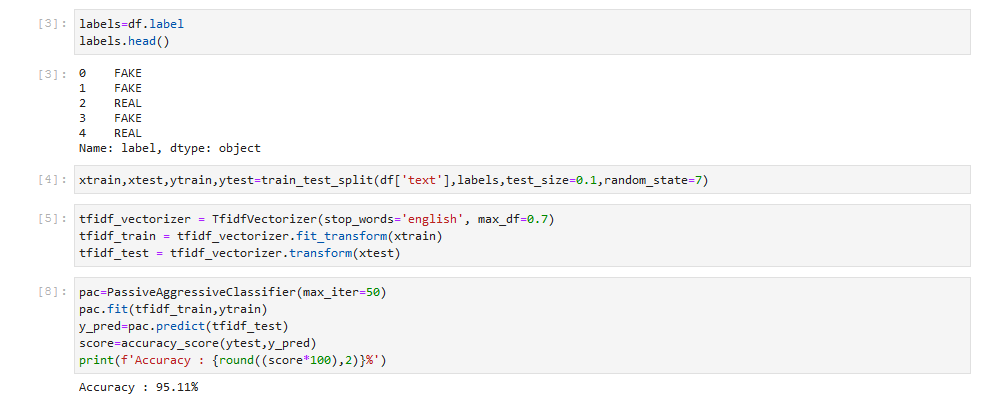 [3]: labels=df.label
labels.head()
[3]: 0    FAKE
1    FAKE
2    REAL
3    FAKE
4    REAL
Name: label, dtype: object
[4]: xtrain,xtest,ytrain,ytest=train_test_split(df['text'],labels,test_size=0.1,random_state=7)
[5]: tfidf_vectorizer = TfidfVectorizer(stop_words='english', max_df=0.7)
tfidf_train = tfidf_vectorizer.fit_transform(xtrain)
tfidf_test = tfidf_vectorizer.transform(xtest)
[8]: pac=PassiveAggressiveClassifier(max_iter=50)
pac.fit(tfidf_train,ytrain)
y_pred=pac.predict(tfidf_test)
score=accuracy_score(ytest,y_pred)
print(f'Accuracy : {round((score*100),2)}%')
Accuracy : 95.11%